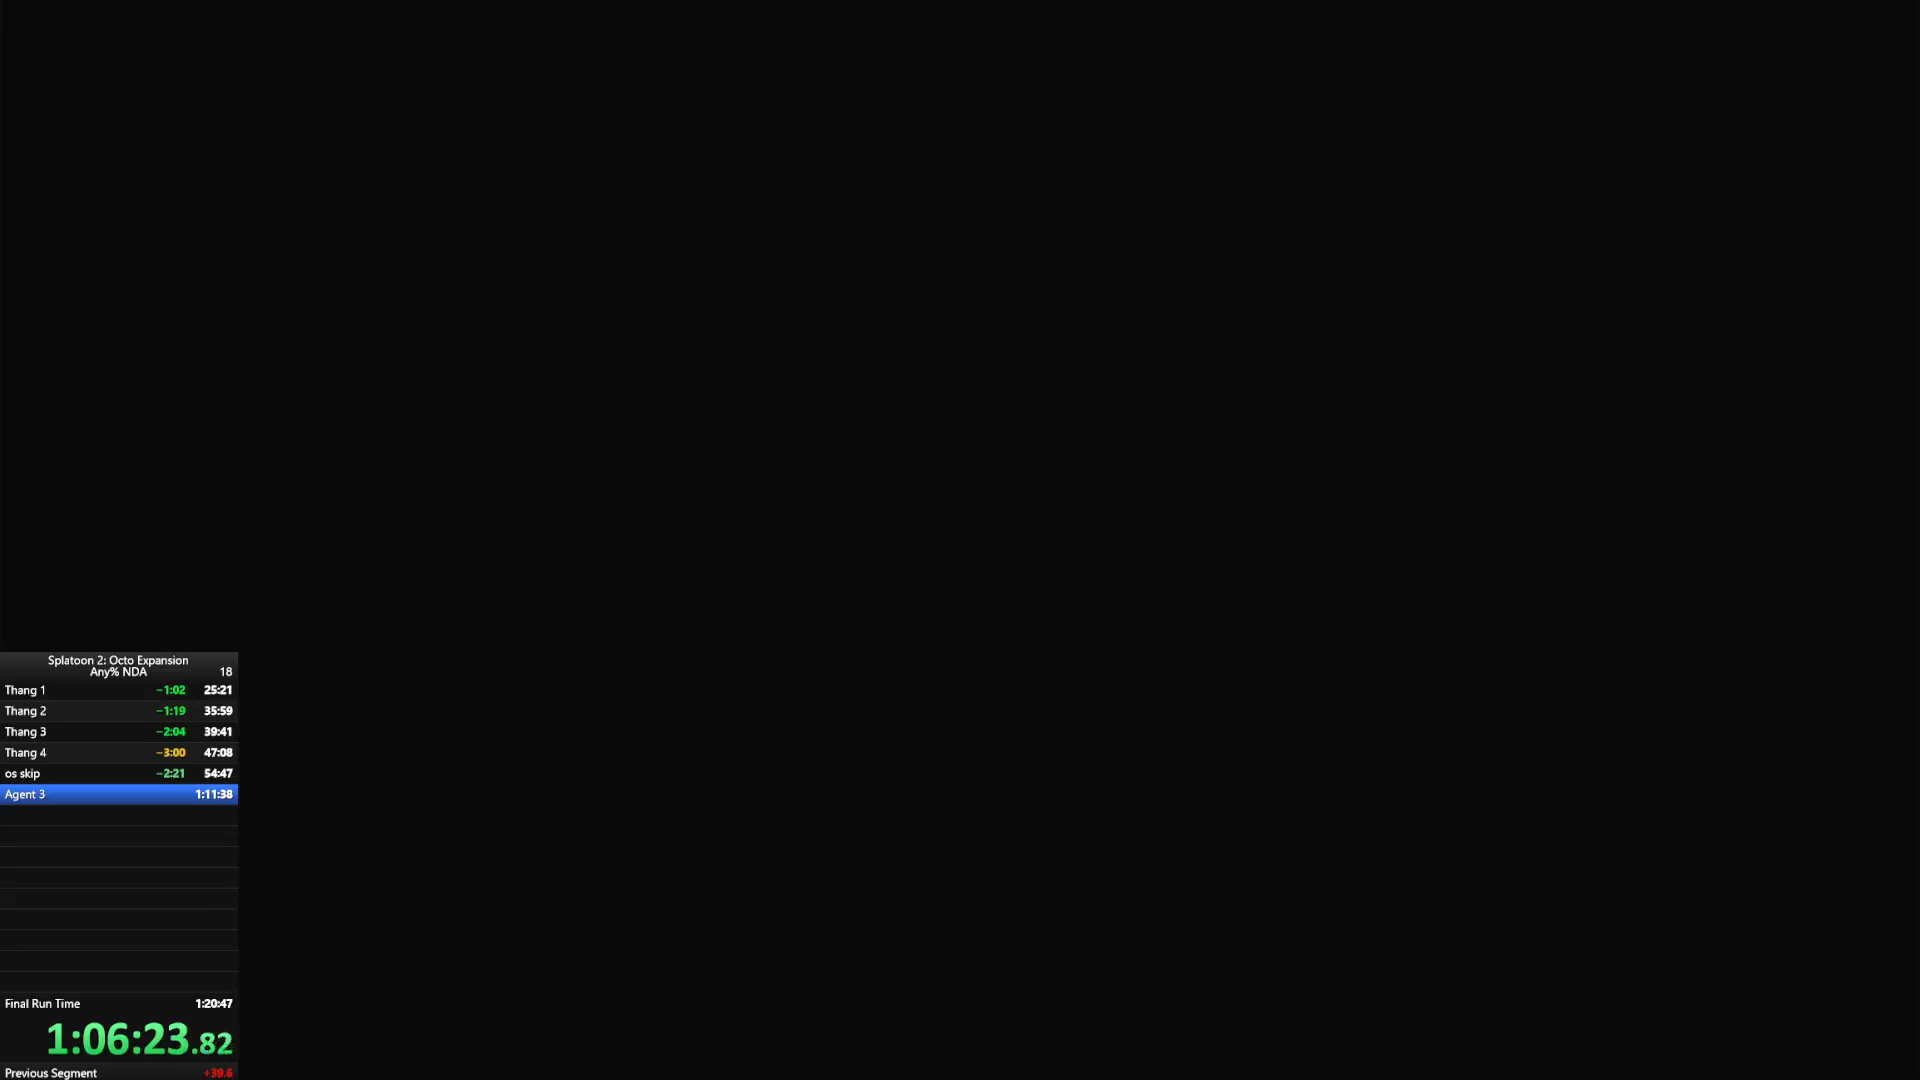 Splatoon 2: Octo Expansion
Any% NDA 18
Thang 1 −1:02 25:21
Thang 2 −1:19 35:59
Thang 3 −2:04 39:41
Thang 4 −3:00 47:08
os skip −2:21 54:47
Agent 3 1:11:38
Final Run Time 1:20:47
1:06:23.82
Previous Segment +39.6